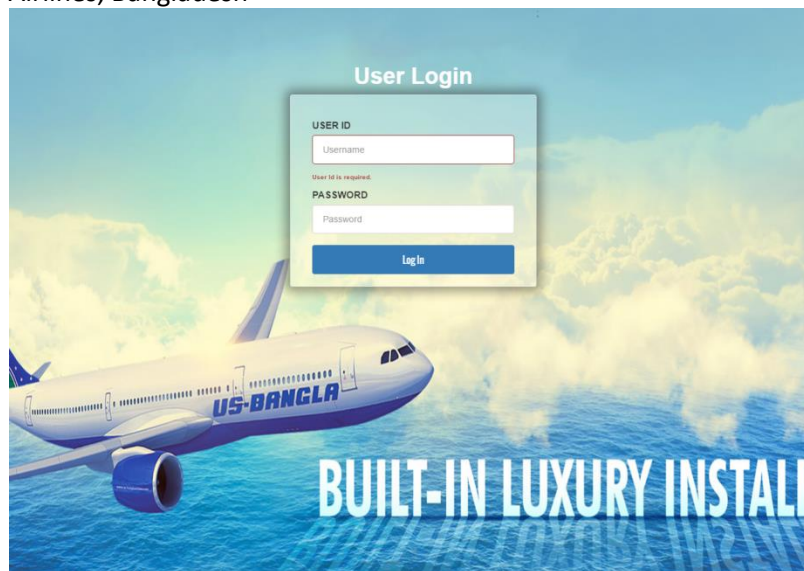 Airlines, Bangladesh
User Login
USER ID
Username
User Id is required.
PASSWORD
Password
Log In
US-BANGLA
BUILT-IN LUXURY INSTALL